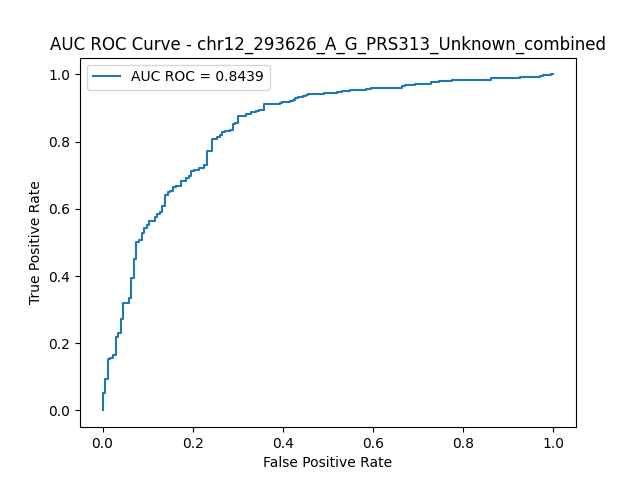 AUC ROC Curve - chr12_293626_A_G_PRS313_Unknown_combined
AUC ROC = 0.8439
1.0
0.8
0.6
0.4
0.2
0.0
True Positive Rate
0.0 0.2 0.4 0.6 0.8 1.0
False Positive Rate